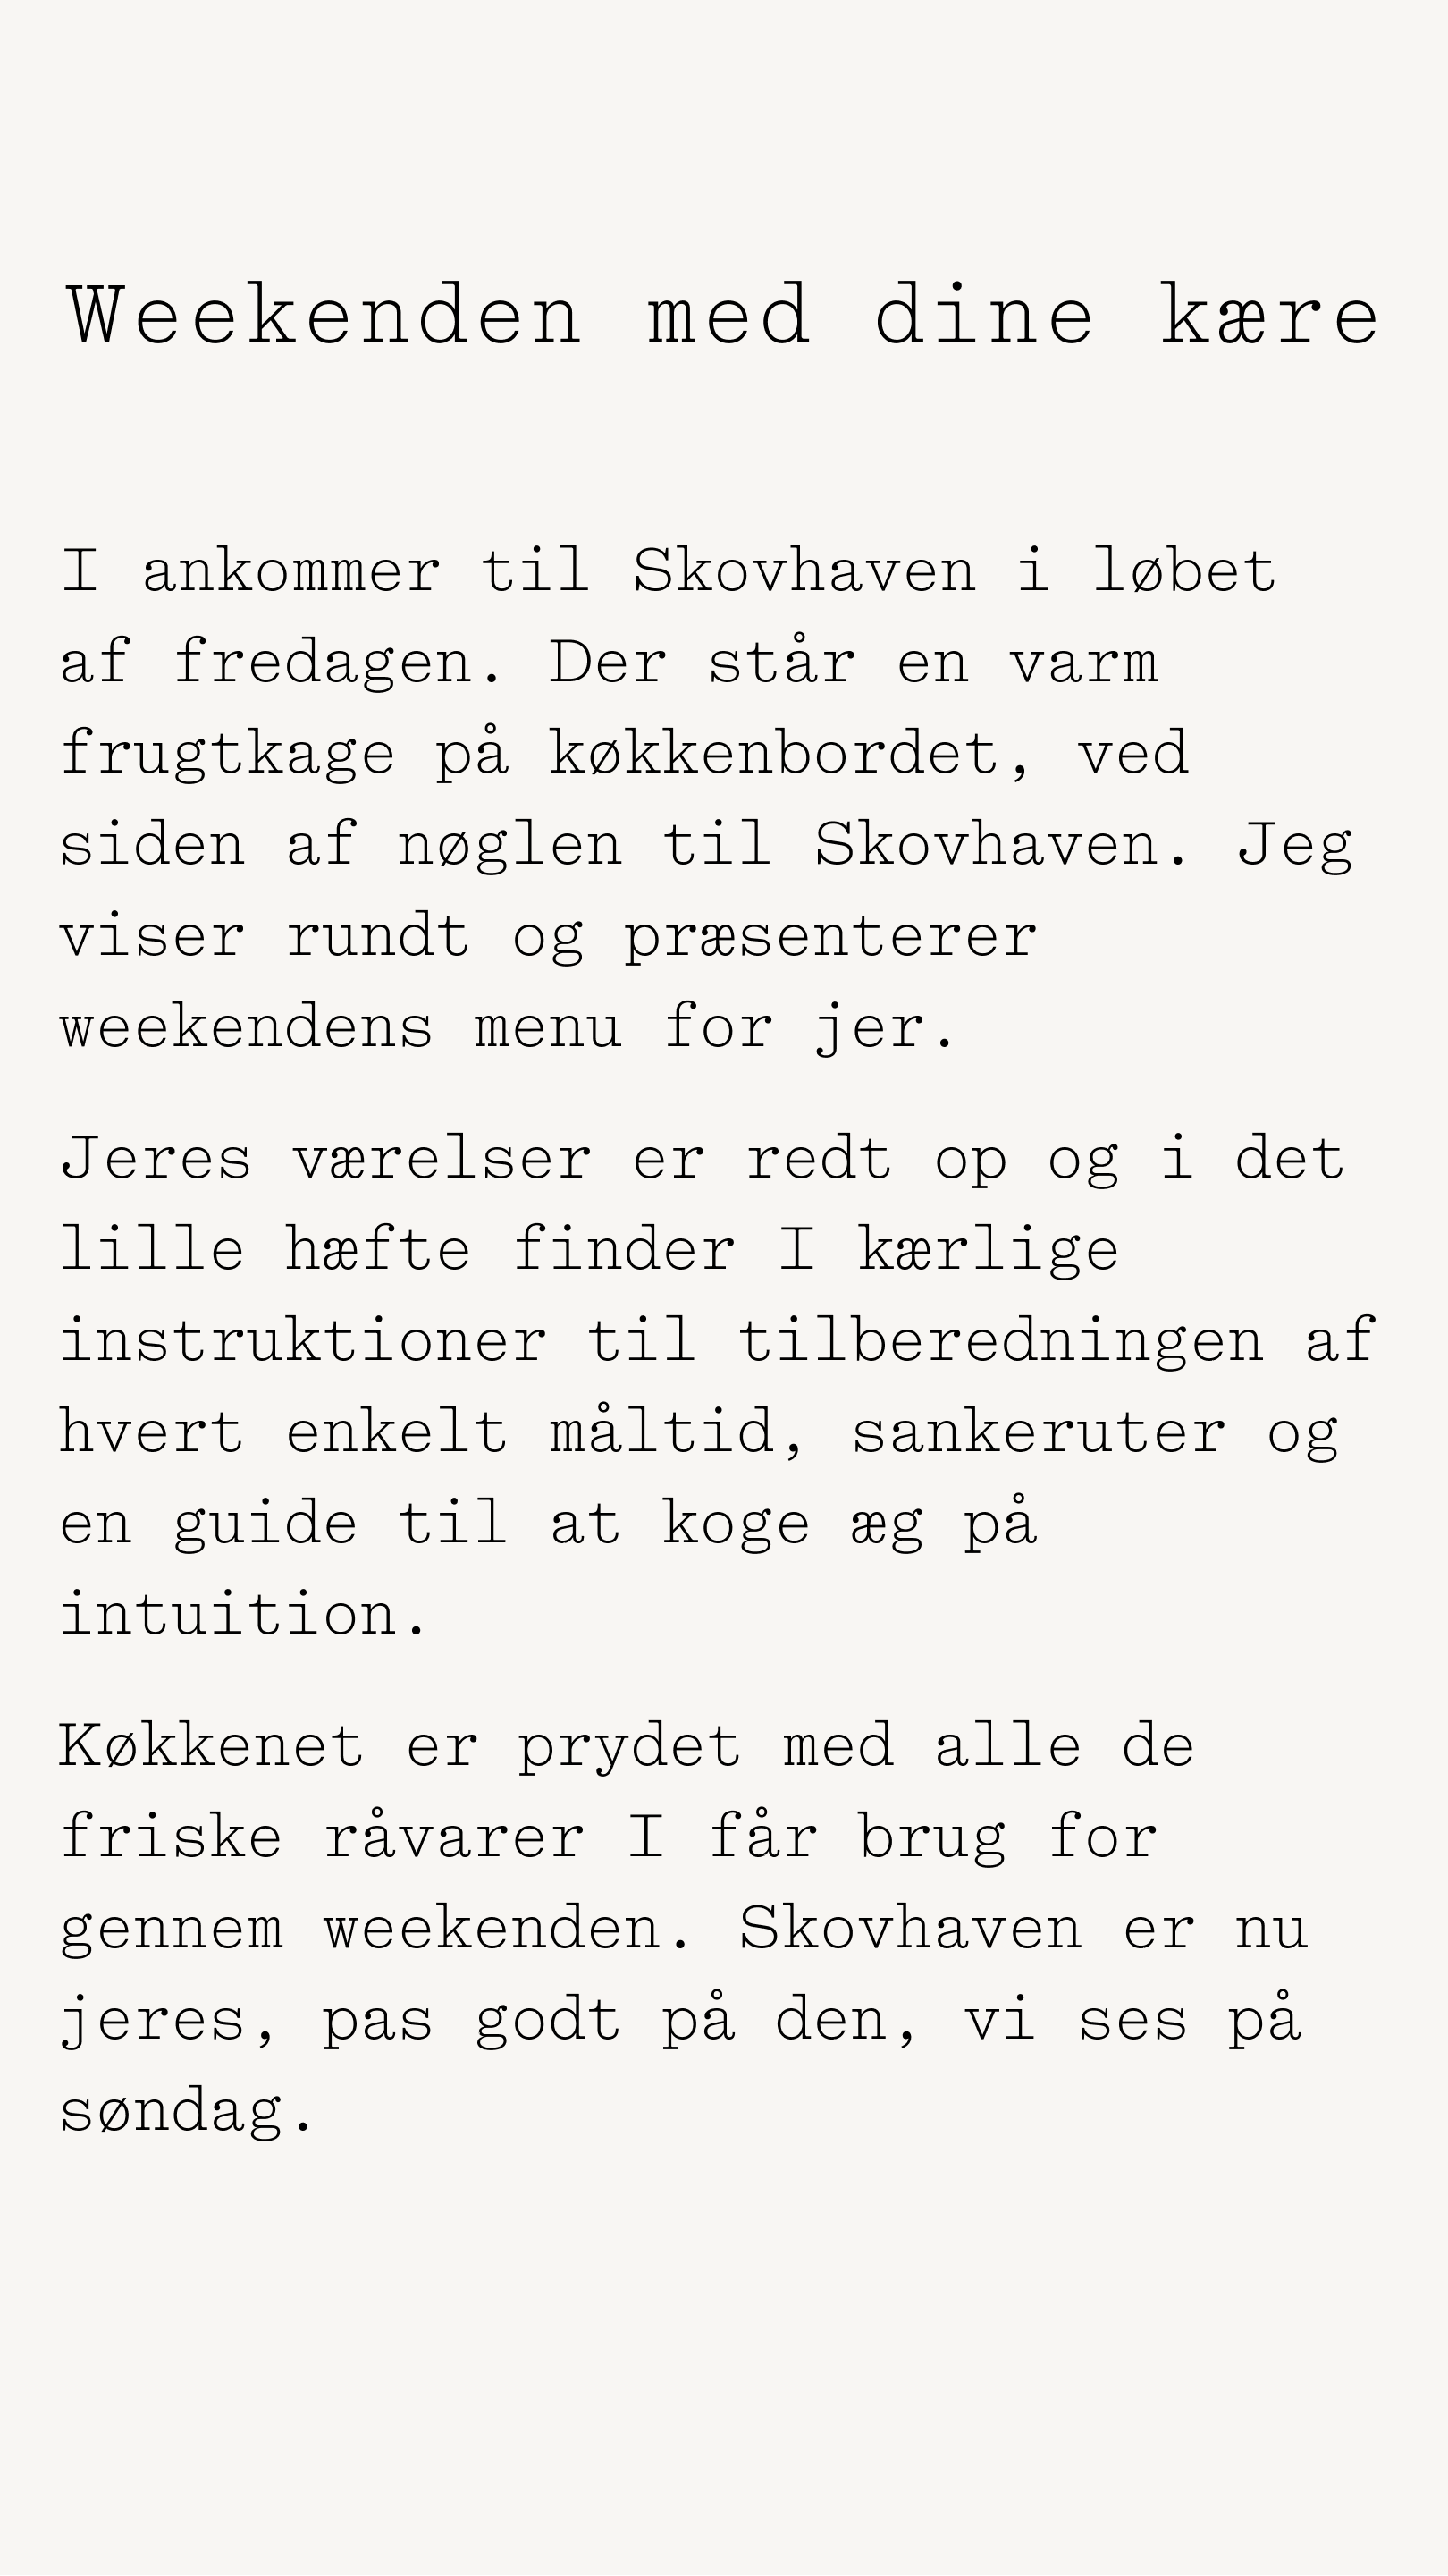 Weekenden med dine kære
I ankommer til Skovhaven i løbet
af fredagen. Der står en varm
frugtkage på køkkenbordet, ved
siden af nøglen til Skovhaven. Jeg
viser rundt og præsenterer
weekendens menu for jer.
Jeres værelser er redt op og i det
lille hæfte finder I kærlige
instruktioner til tilberedningen af
hvert enkelt måltid, sankeruter og
en guide til at koge æg på
intuition.
Køkkenet er prydet med alle de
friske råvarer I får brug for
gennem weekenden. Skovhaven er nu
jeres, pas godt på den, vi ses på
søndag.